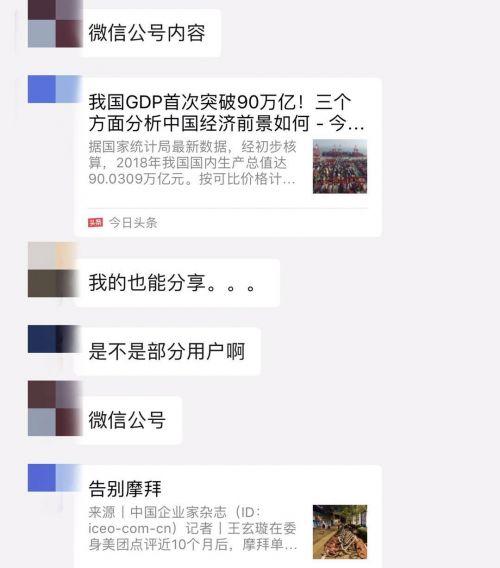 微信公号内容
我国GDP首次突破90万亿！三个
方面分析中国经济前景如何 - 今...
据国家统计局最新数据，经初步核
算，2018年我国国内生产总值达
90.0309万亿元。按可比价格计...
头条 今日头条
我的也能分享。。。
是不是部分用户啊
微信公号
告别摩拜
来源丨中国企业家杂志（ID：
iceo-com-cn）记者丨王玄璇在委
身美团点评近10个月后，摩拜单...